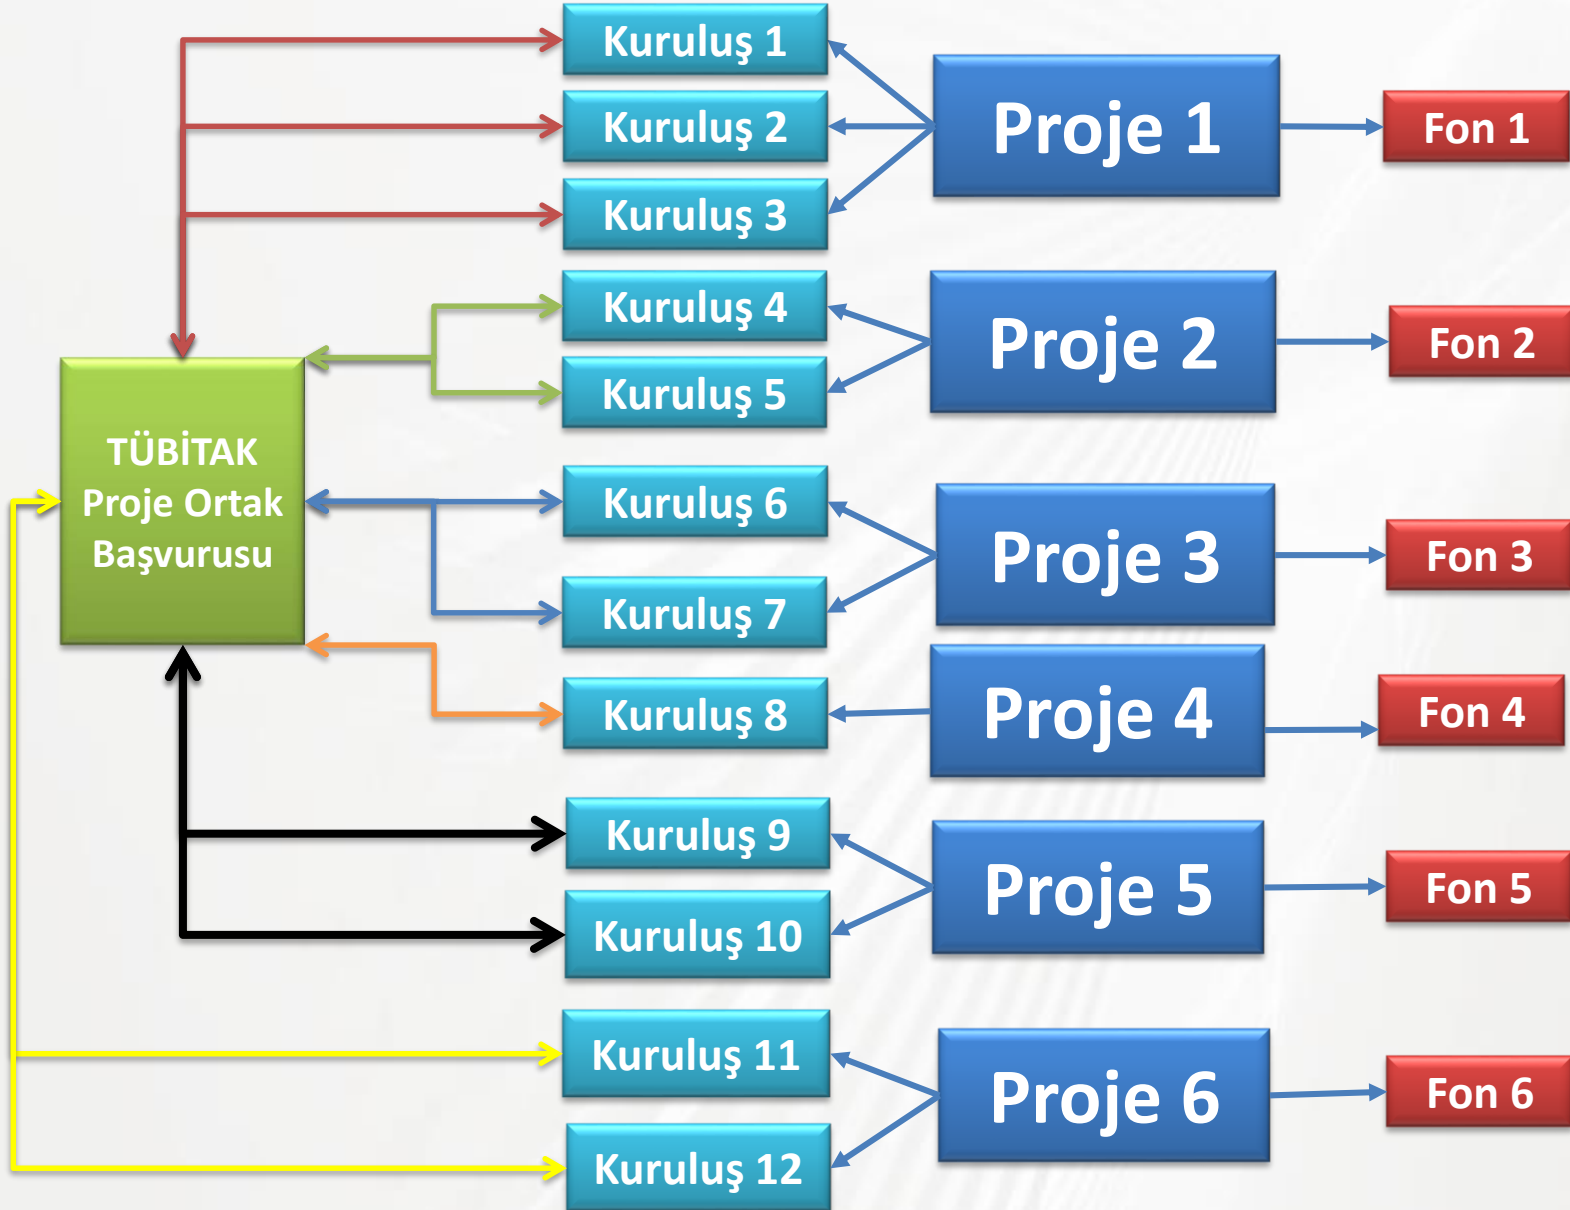 Kuruluş 1
Kuruluş 2
Kuruluş 3
Proje 1
Fon 1
Kuruluş 4
Kuruluş 5
Proje 2
Fon 2
TÜBİTAK
Proje Ortak
Başvurusu
Kuruluş 6
Kuruluş 7
Proje 3
Fon 3
Kuruluş 8
Proje 4
Fon 4
Kuruluş 9
Kuruluş 10
Proje 5
Fon 5
Kuruluş 11
Kuruluş 12
Proje 6
Fon 6